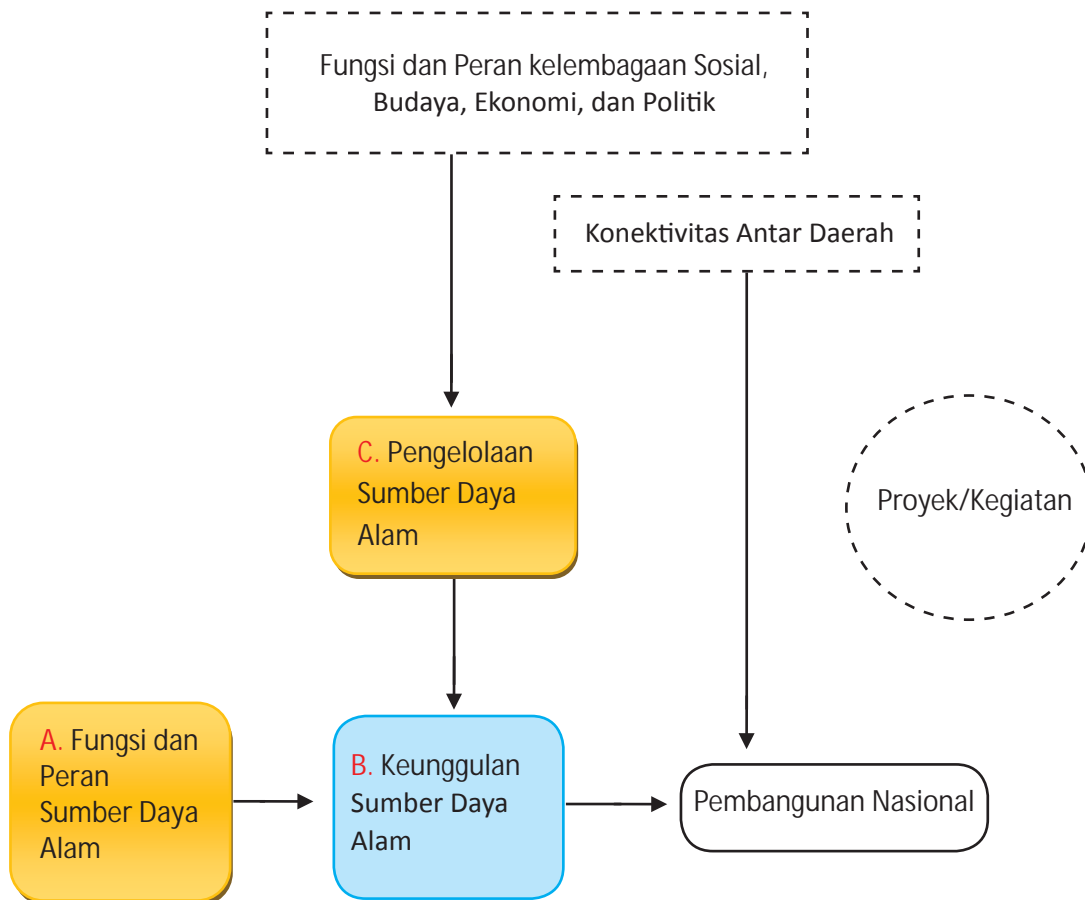 Fungsi dan Peran kelembagaan Sosial,
Budaya, Ekonomi, dan Politik
Konektivitas Antar Daerah
C. Pengelolaan
Sumber Daya
Alam
Proyek/Kegiatan
A. Fungsi dan
Peran
Sumber Daya
Alam
B. Keunggulan
Sumber Daya
Alam
Pembangunan Nasional